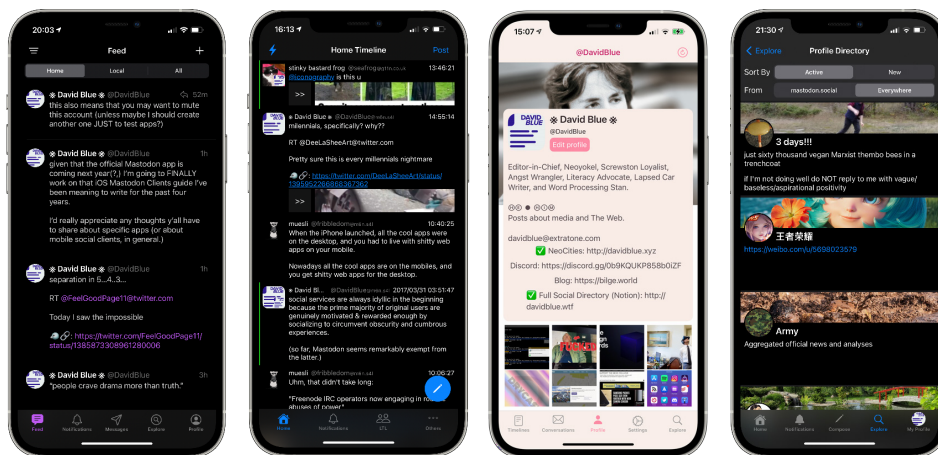 20:03
Feed
Home Local All
※ David Blue ※ @DavidBlue 52m
this also means that you may want to mute
this account (unless maybe I should create
another one JUST to test apps?)
※ David Blue ※ @DavidBlue 1h
given that the official Mastodon app is
coming next year(?,) I'm going to FINALLY
work on that iOS Mastodon Clients guide I've
been meaning to write for the past four
years.
I'd really appreciate any thoughts y'all have
to share about specific apps (or about
mobile social clients, in general.)
※ David Blue ※ @DavidBlue 1h
separation in 5...4..3...
RT @FeelGoodPage11@twitter.com
Today I saw the impossible
🐦🔗: https://twitter.com/FeelGoodPage11/
status/1385873308961280006
※ David Blue ※ @DavidBlue 3h
"people crave drama more than truth."
Feed Notifications Messages Explore Profile
16:13
Home Timeline Post
stinky bastard frog 13:46:21
@iconography is this u
>>
※ David Blue ※ @DavidBlue 14:55:14
milennials, specifically? why??
RT @DeeLaSheeArt@twitter.com
Pretty sure this is every millennials nightmare
🐦🔗: https://twitter.com/DeeLaSheeArt/status/
1395952266868367362
>>
muesli 10:40:25
When the iPhone launched, all the cool apps were
on the desktop, and you had to live with shitty web
apps on your mobile.
Nowadays all the cool apps are on the mobiles, and
you get shitty web apps for the desktop.
※ David Bl... @DavidBlue 2017/03/31 03:51:47
social services are always idyllic in the beginning
because the prime majority of original users are
genuinely motivated & rewarded enough by
socializing to circumvent obscurity and cumbrous
experiences.
(so far, Mastodon seems remarkably exempt from
the latter.)
muesli 10:06:27
Uhm, that didn't take long:
"Freenode IRC operators now engaging in
abuses of power"
Home Notifications LTL Others
15:07
@DavidBlue
DAVID
BLUE
※ David Blue ※
@DavidBlue
Edit profile
Editor-in-Chief, Neoyokel, Screwston Loyalist,
Angst Wrangler, Literacy Advocate, Lapsed Car
Writer, and Word Processing Stan.
Posts about media and The Web.
davidblue@extratone.com
✅ NeoCities: http://davidblue.xyz
Discord: https://discord.gg/0b9KQUKP858b0iZF
Blog: https://bilge.world
✅ Full Social Directory (Notion): http://
davidblue.wtf
Timelines Conversations Profile Settings Explore
21:30
Explore Profile Directory
Sort By Active New
From mastodon.social Everywhere
3 days!!!
just sixty thousand vegan Marxist thembo bees in a
trenchcoat
if I'm not doing well do NOT reply to me with vague/
baseless/aspirational positivity
王者荣耀
https://weibo.com/u/5698023579
Army
Aggregated official news and analyses
Home Notifications Compose Explore My Profile